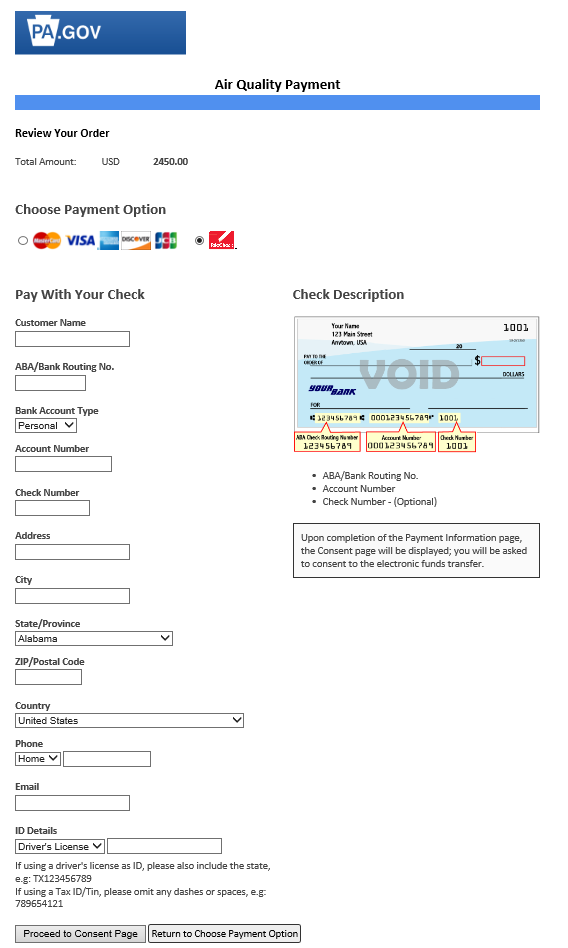 PA.GOV
Air Quality Payment
Review Your Order
Total Amount: USD 2450.00
Choose Payment Option
MasterCard VISA DISCOVER JCB TeleCheck
Pay With Your Check
Check Description
Customer Name
ABA/Bank Routing No.
Bank Account Type
Personal
Account Number
Check Number
Address
City
State/Province
Alabama
ZIP/Postal Code
Country
United States
Phone
Home
Email
ID Details
Driver's License
If using a driver's license as ID, please also include the state,
e.g: TX123456789
If using a Tax ID/Tin, please omit any dashes or spaces, e.g:
789654121
Proceed to Consent Page Return to Choose Payment Option
Your Name 1001
123 Main Street
Anytown, USA
20
PAY TO THE
ORDER OF $
VOID
DOLLARS
YOUR BANK
FOR
123456789 000123456789 1001
ABA Check Routing Number Account Number Check Number
123456789 000123456789 1001
• ABA/Bank Routing No.
• Account Number
• Check Number - (Optional)
Upon completion of the Payment Information page,
the Consent page will be displayed; you will be asked
to consent to the electronic funds transfer.